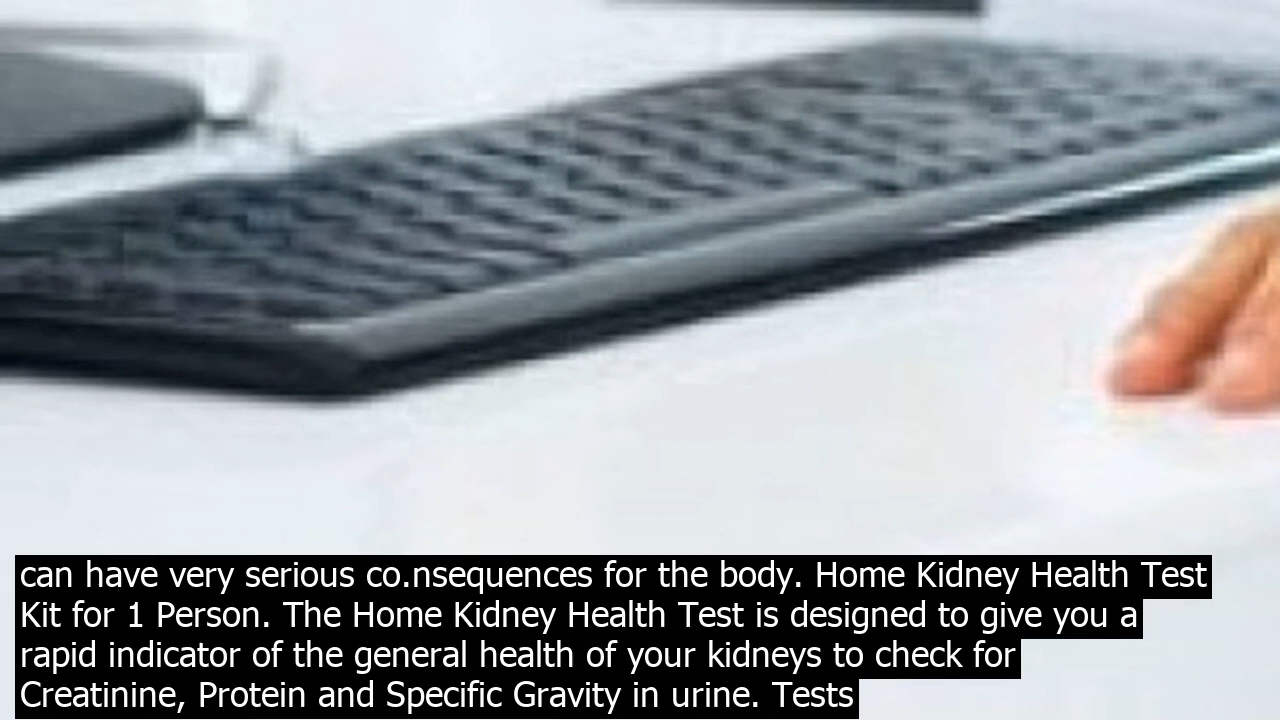 can have very serious co.nsequences for the body. Home Kidney Health Test
Kit for 1 Person. The Home Kidney Health Test is designed to give you a
rapid indicator of the general health of your kidneys to check for
Creatinine, Protein and Specific Gravity in urine. Tests